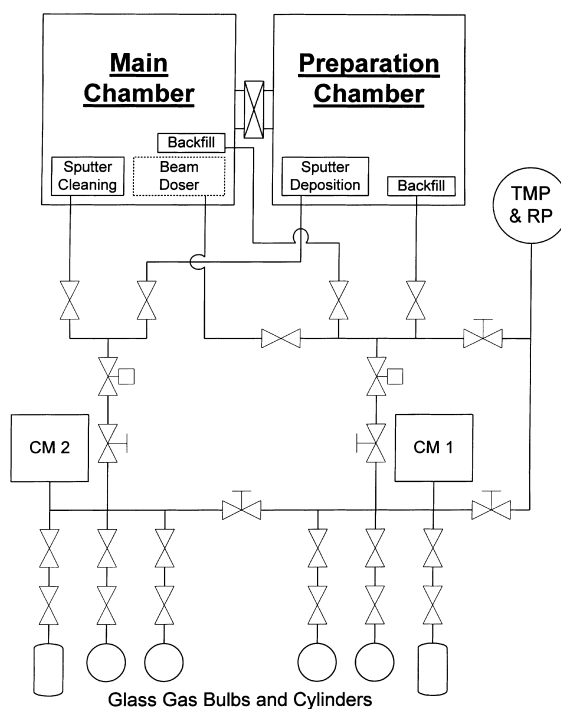 Main
Chamber
Preparation
Chamber
Backfill
Sputter
Cleaning
Beam
Doser
Sputter
Deposition
Backfill
TMP
& RP
CM 2
CM 1
Glass Gas Bulbs and Cylinders